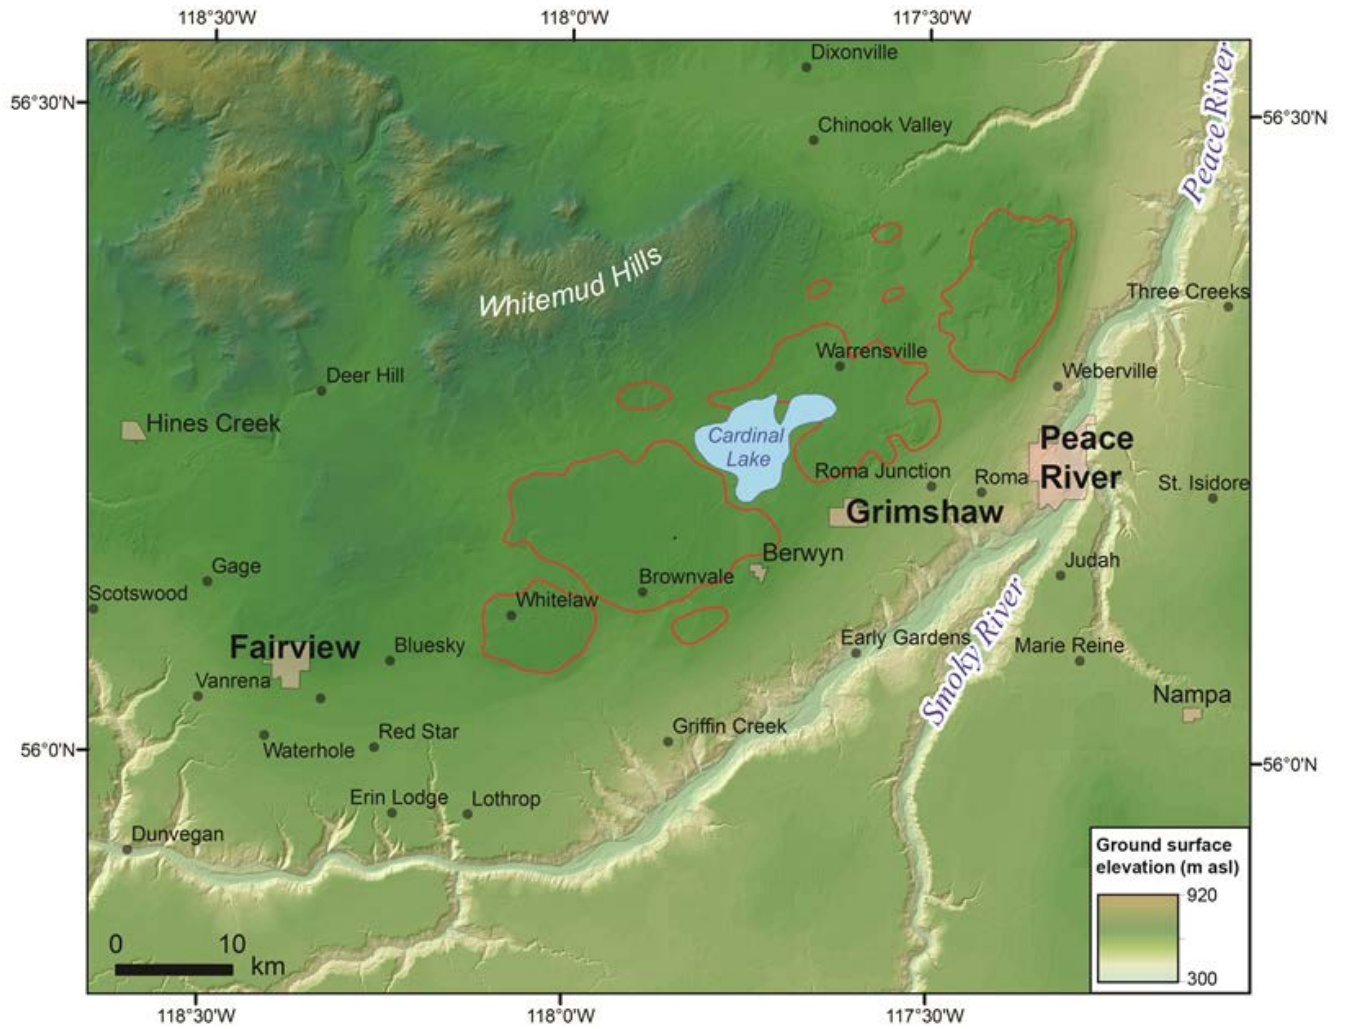 118°30'W
118°0'W
117°30'W
Dixonville
Peace River
56°30'N
56°30'N
Chinook Valley
Whitemud Hills
Three Creeks
Warrensville
Weberville
Deer Hill
Hines Creek
Cardinal
Lake
Peace
River
Roma Junction
Roma
St. Isidore
Grimshaw
Berwyn
Judah
Gage
Brownvale
Scotswood
Whitelaw
Smoky River
Early Gardens
Marie Reine
Fairview
Bluesky
Vanrena
Nampa
Griffin Creek
Red Star
Waterhole
56°0'N
56°0'N
Erin Lodge
Lothrop
Dunvegan
Ground surface
elevation (m asl)
920
300
0
10
km
118°30'W
118°0'W
117°30'W